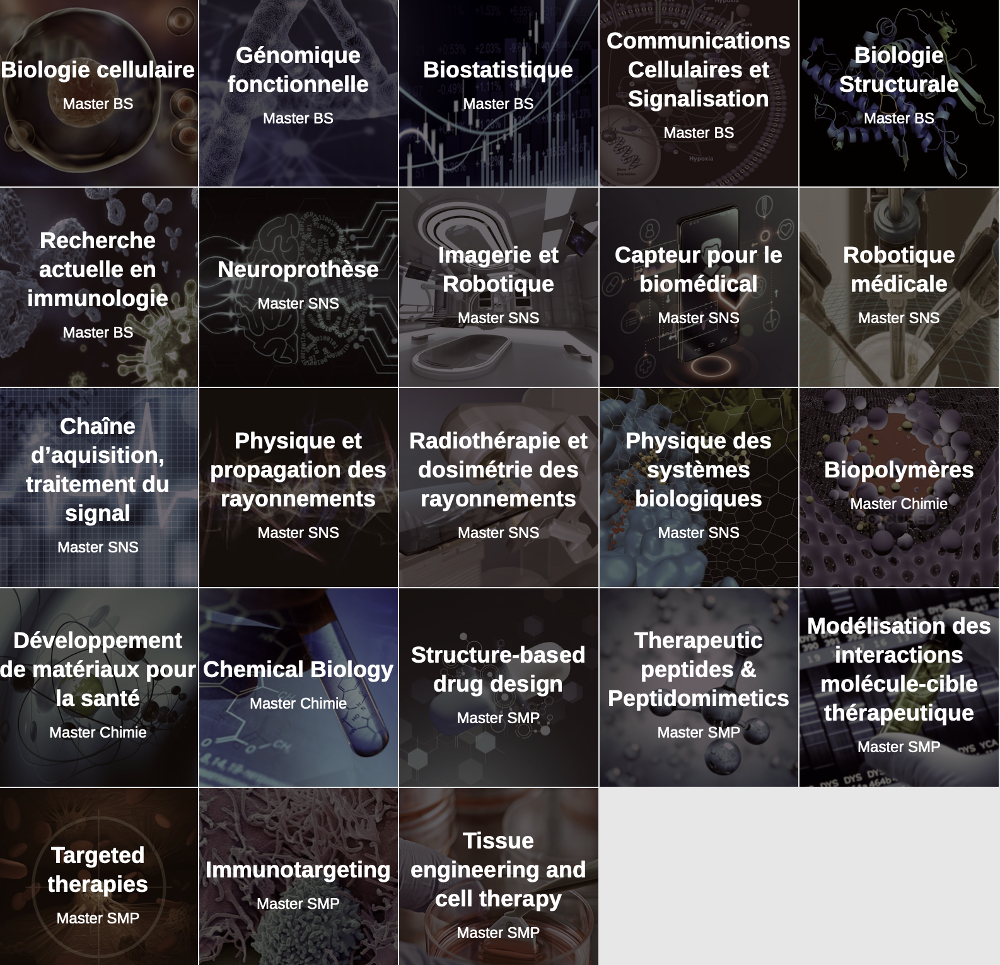 Biologie cellulaire
Master BS
Génomique
fonctionnelle
Master BS
Biostatistique
Master BS
Communications
Cellulaires et
Signalisation
Master BS
Hypoxia
Biologie
Structurale
Master BS
Recherche
actuelle en
immunologie
Master BS
Neuroprothèse
Master SNS
Imagerie et
Robotique
Master SNS
Capteur pour le
biomédical
Master SNS
Robotique
médicale
Master SNS
Chaîne
d’aquisition,
traitement du
signal
Master SNS
Physique et
propagation des
rayonnements
Master SNS
Radiothérapie et
dosimétrie des
rayonnements
Master SNS
Physique des
systèmes
biologiques
Master SNS
Biopolymères
Master Chimie
Développement
de matériaux pour
la santé
Master Chimie
Chemical Biology
Master Chimie
Structure-based
drug design
Master SMP
Therapeutic
peptides &
Peptidomimetics
Master SMP
Modélisation des
interactions
molécule-cible
thérapeutique
Master SMP
Targeted
therapies
Master SMP
Immunotargeting
Master SMP
Tissue
engineering and
cell therapy
Master SMP